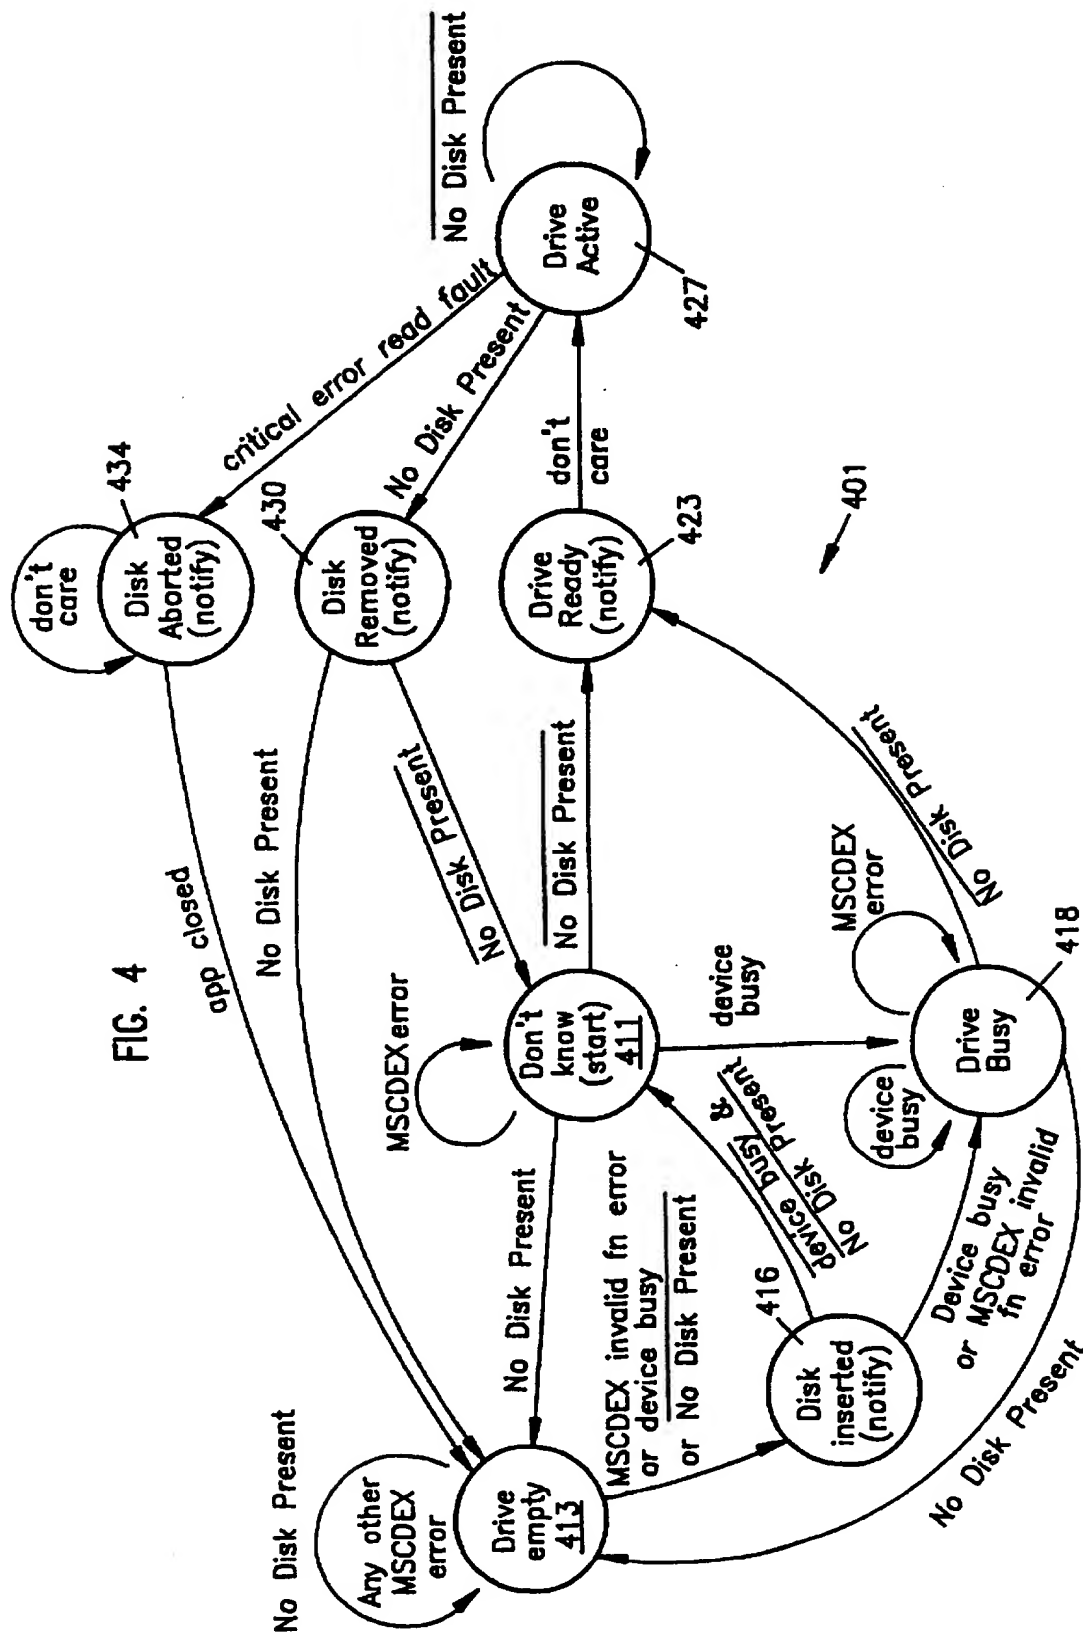 FIG. 4
No Disk Present
Any other
MSCDEX
error
Drive
empty
413
app closed
No Disk Present
don't
care
Disk
Aborted
(notify)
434
critical error read fault
Disk
Removed
(notify)
430
No Disk Present
No Disk Present
Drive
Active
427
No Disk Present
MSCDEX error
No Disk Present
Don't
know
(start)
411
No Disk Present
No Disk Present
Drive
Ready
(notify)
423
don't
care
MSCDEX invalid fn error
or device busy
or No Disk Present
416
Disk
inserted
(notify)
device busy &
No Disk Present
device
busy
device
busy
Drive
Busy
418
MSCDEX
error
No Disk Present
Device busy
or MSCDEX invalid
fn error
No Disk Present
401